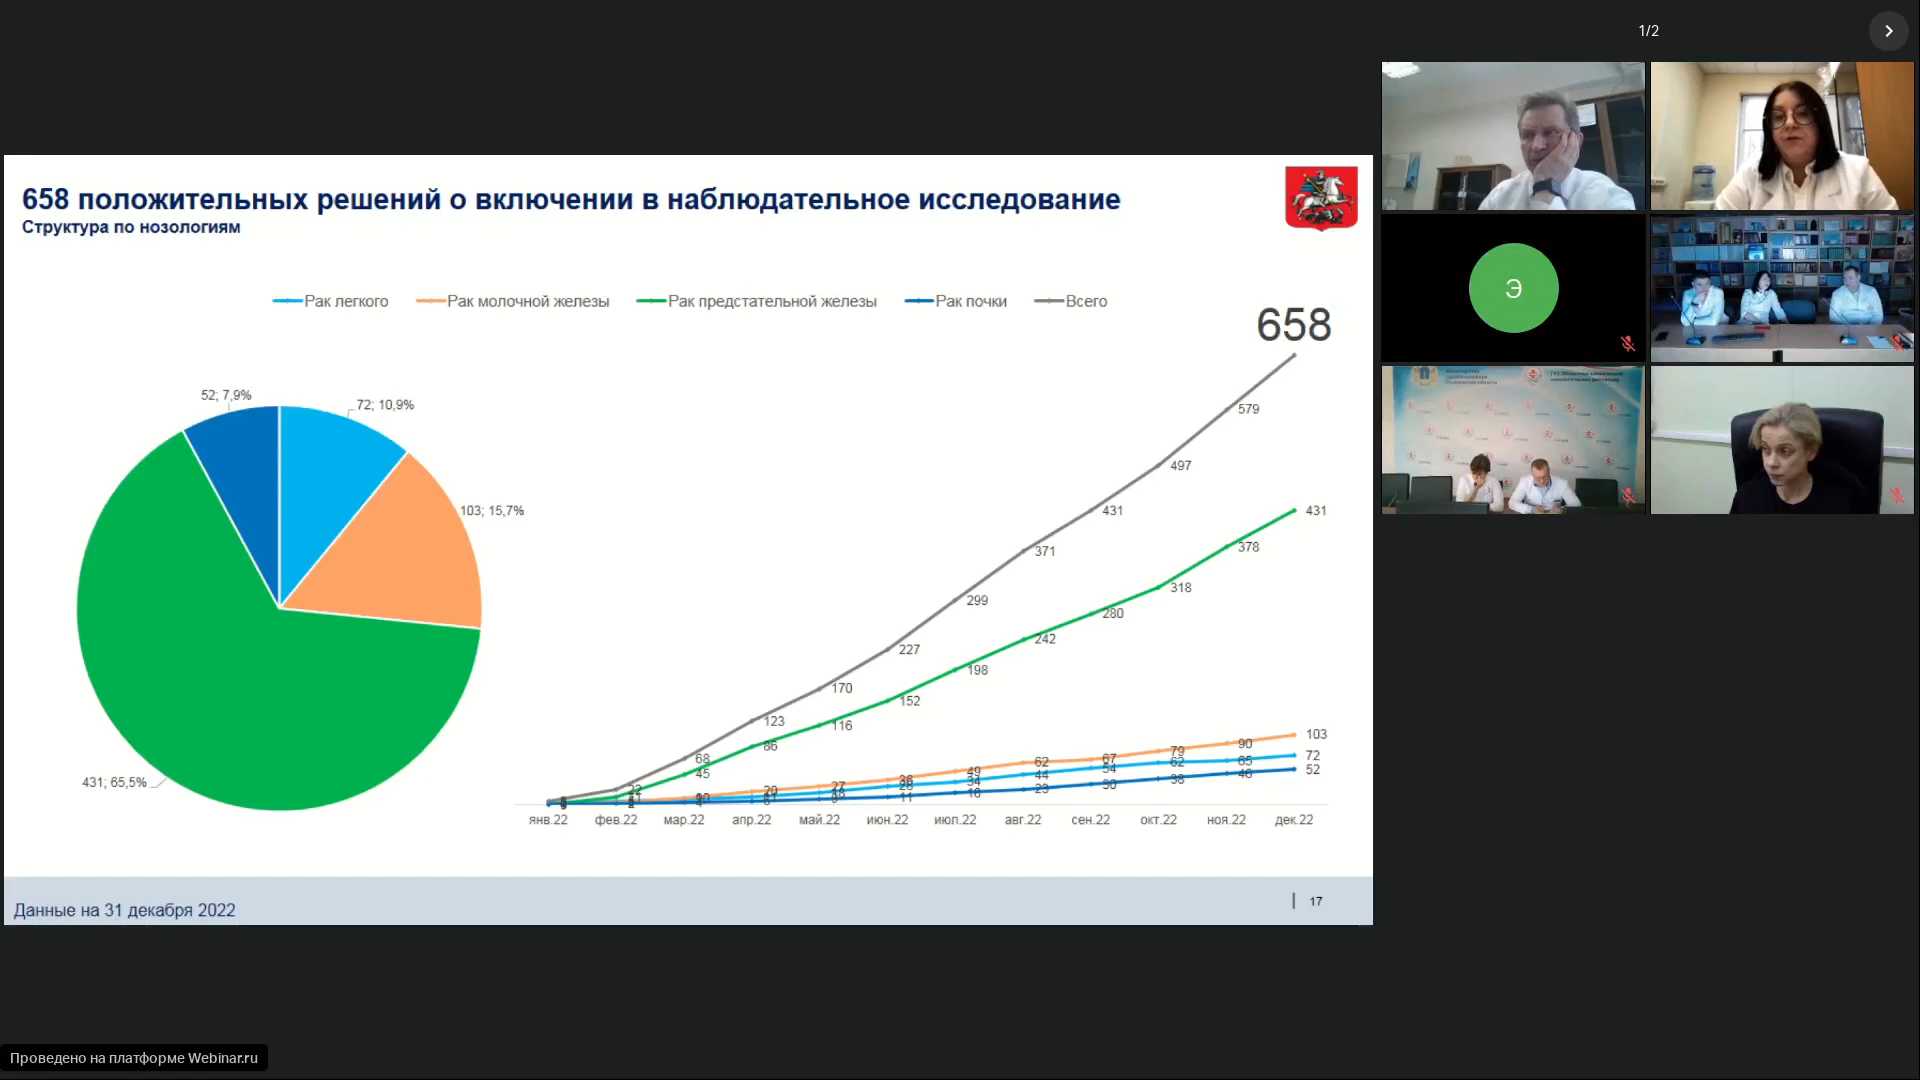 1/2
658 положительных решений о включении в наблюдательное исследование
Структура по нозологиям
Рак легкого Рак молочной железы Рак предстательной железы Рак почки Всего
658
52; 7,9%
72; 10,9%
103; 15,7%
431; 65,5%
22 68 123 170 227 299 371 431 497 579
45 86 116 152 198 242 280 318 378 431
20 27 36 49 62 67 79 90 103
34 44 54 62 65 72
11 23 30 38 46 52
янв.22 фев.22 мар.22 апр.22 май.22 июн.22 июл.22 авг.22 сен.22 окт.22 ноя.22 дек.22
Данные на 31 декабря 2022
17
Э
Проведено на платформе Webinar.ru